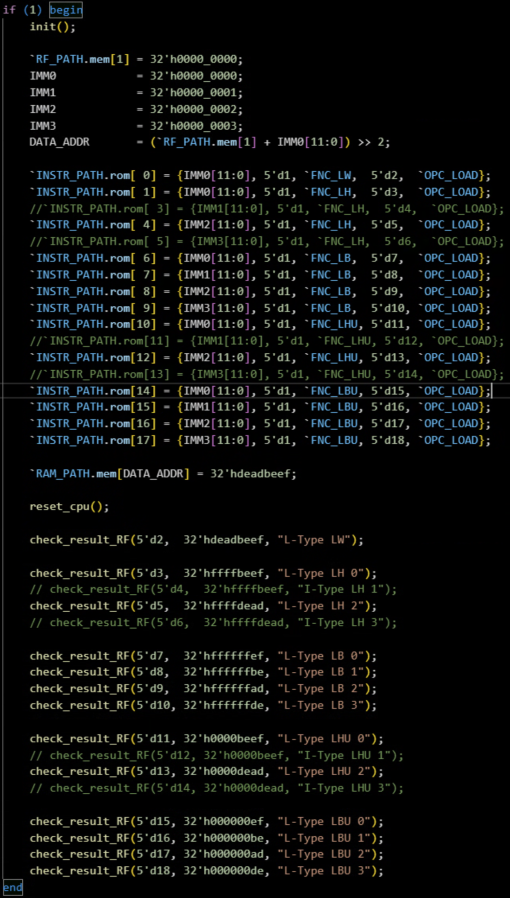 if (1) begin
init();
`RF_PATH.mem[1] = 32'h0000_0000;
IMM0            = 32'h0000_0000;
IMM1            = 32'h0000_0001;
IMM2            = 32'h0000_0002;
IMM3            = 32'h0000_0003;
DATA_ADDR       = (`RF_PATH.mem[1] + IMM0[11:0]) >> 2;
`INSTR_PATH.rom[ 0] = {IMM0[11:0], 5'd1, `FNC_LW,  5'd2,  `OPC_LOAD};
`INSTR_PATH.rom[ 1] = {IMM0[11:0], 5'd1, `FNC_LH,  5'd3,  `OPC_LOAD};
//`INSTR_PATH.rom[ 3] = {IMM1[11:0], 5'd1, `FNC_LH,  5'd4,  `OPC_LOAD};
`INSTR_PATH.rom[ 4] = {IMM2[11:0], 5'd1, `FNC_LH,  5'd5,  `OPC_LOAD};
//`INSTR_PATH.rom[ 5] = {IMM3[11:0], 5'd1, `FNC_LH,  5'd6,  `OPC_LOAD};
`INSTR_PATH.rom[ 6] = {IMM0[11:0], 5'd1, `FNC_LB,  5'd7,  `OPC_LOAD};
`INSTR_PATH.rom[ 7] = {IMM1[11:0], 5'd1, `FNC_LB,  5'd8,  `OPC_LOAD};
`INSTR_PATH.rom[ 8] = {IMM2[11:0], 5'd1, `FNC_LB,  5'd9,  `OPC_LOAD};
`INSTR_PATH.rom[ 9] = {IMM3[11:0], 5'd1, `FNC_LB,  5'd10, `OPC_LOAD};
`INSTR_PATH.rom[10] = {IMM0[11:0], 5'd1, `FNC_LHU, 5'd11, `OPC_LOAD};
//`INSTR_PATH.rom[11] = {IMM1[11:0], 5'd1, `FNC_LHU, 5'd12, `OPC_LOAD};
`INSTR_PATH.rom[12] = {IMM2[11:0], 5'd1, `FNC_LHU, 5'd13, `OPC_LOAD};
//`INSTR_PATH.rom[13] = {IMM3[11:0], 5'd1, `FNC_LHU, 5'd14, `OPC_LOAD};
`INSTR_PATH.rom[14] = {IMM0[11:0], 5'd1, `FNC_LBU, 5'd15, `OPC_LOAD};
`INSTR_PATH.rom[15] = {IMM1[11:0], 5'd1, `FNC_LBU, 5'd16, `OPC_LOAD};
`INSTR_PATH.rom[16] = {IMM2[11:0], 5'd1, `FNC_LBU, 5'd17, `OPC_LOAD};
`INSTR_PATH.rom[17] = {IMM3[11:0], 5'd1, `FNC_LBU, 5'd18, `OPC_LOAD};
`RAM_PATH.mem[DATA_ADDR] = 32'hdeadbeef;
reset_cpu();
check_result_RF(5'd2,  32'hdeadbeef, "L-Type LW");
check_result_RF(5'd3,  32'hffffbeef, "L-Type LH 0");
// check_result_RF(5'd4,  32'hffffbeef, "I-Type LH 1");
check_result_RF(5'd5,  32'hffffdead, "L-Type LH 2");
// check_result_RF(5'd6,  32'hffffdead, "I-Type LH 3");
check_result_RF(5'd7,  32'hffffffef, "L-Type LB 0");
check_result_RF(5'd8,  32'hffffffbe, "L-Type LB 1");
check_result_RF(5'd9,  32'hffffffad, "L-Type LB 2");
check_result_RF(5'd10, 32'hffffffde, "L-Type LB 3");
check_result_RF(5'd11, 32'h0000beef, "L-Type LHU 0");
// check_result_RF(5'd12, 32'h0000beef, "I-Type LHU 1");
check_result_RF(5'd13, 32'h0000dead, "L-Type LHU 2");
// check_result_RF(5'd14, 32'h0000dead, "I-Type LHU 3");
check_result_RF(5'd15, 32'h000000ef, "L-Type LBU 0");
check_result_RF(5'd16, 32'h000000be, "L-Type LBU 1");
check_result_RF(5'd17, 32'h000000ad, "L-Type LBU 2");
check_result_RF(5'd18, 32'h000000de, "L-Type LBU 3");
end